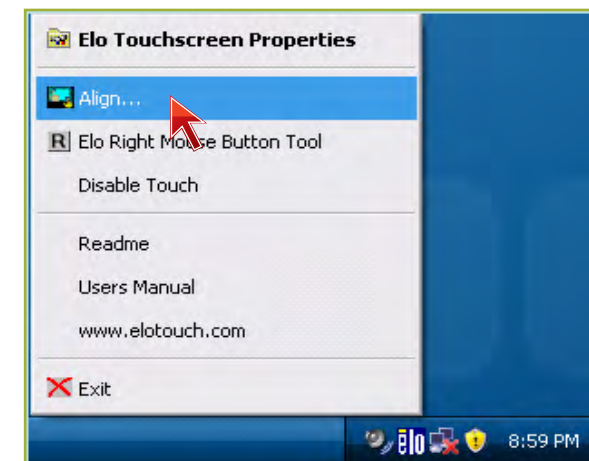 Elo Touchscreen Properties
Align...
R Elo Right Mouse Button Tool
Disable Touch
Readme
Users Manual
www.elotouch.com
Exit
elo 8:59 PM